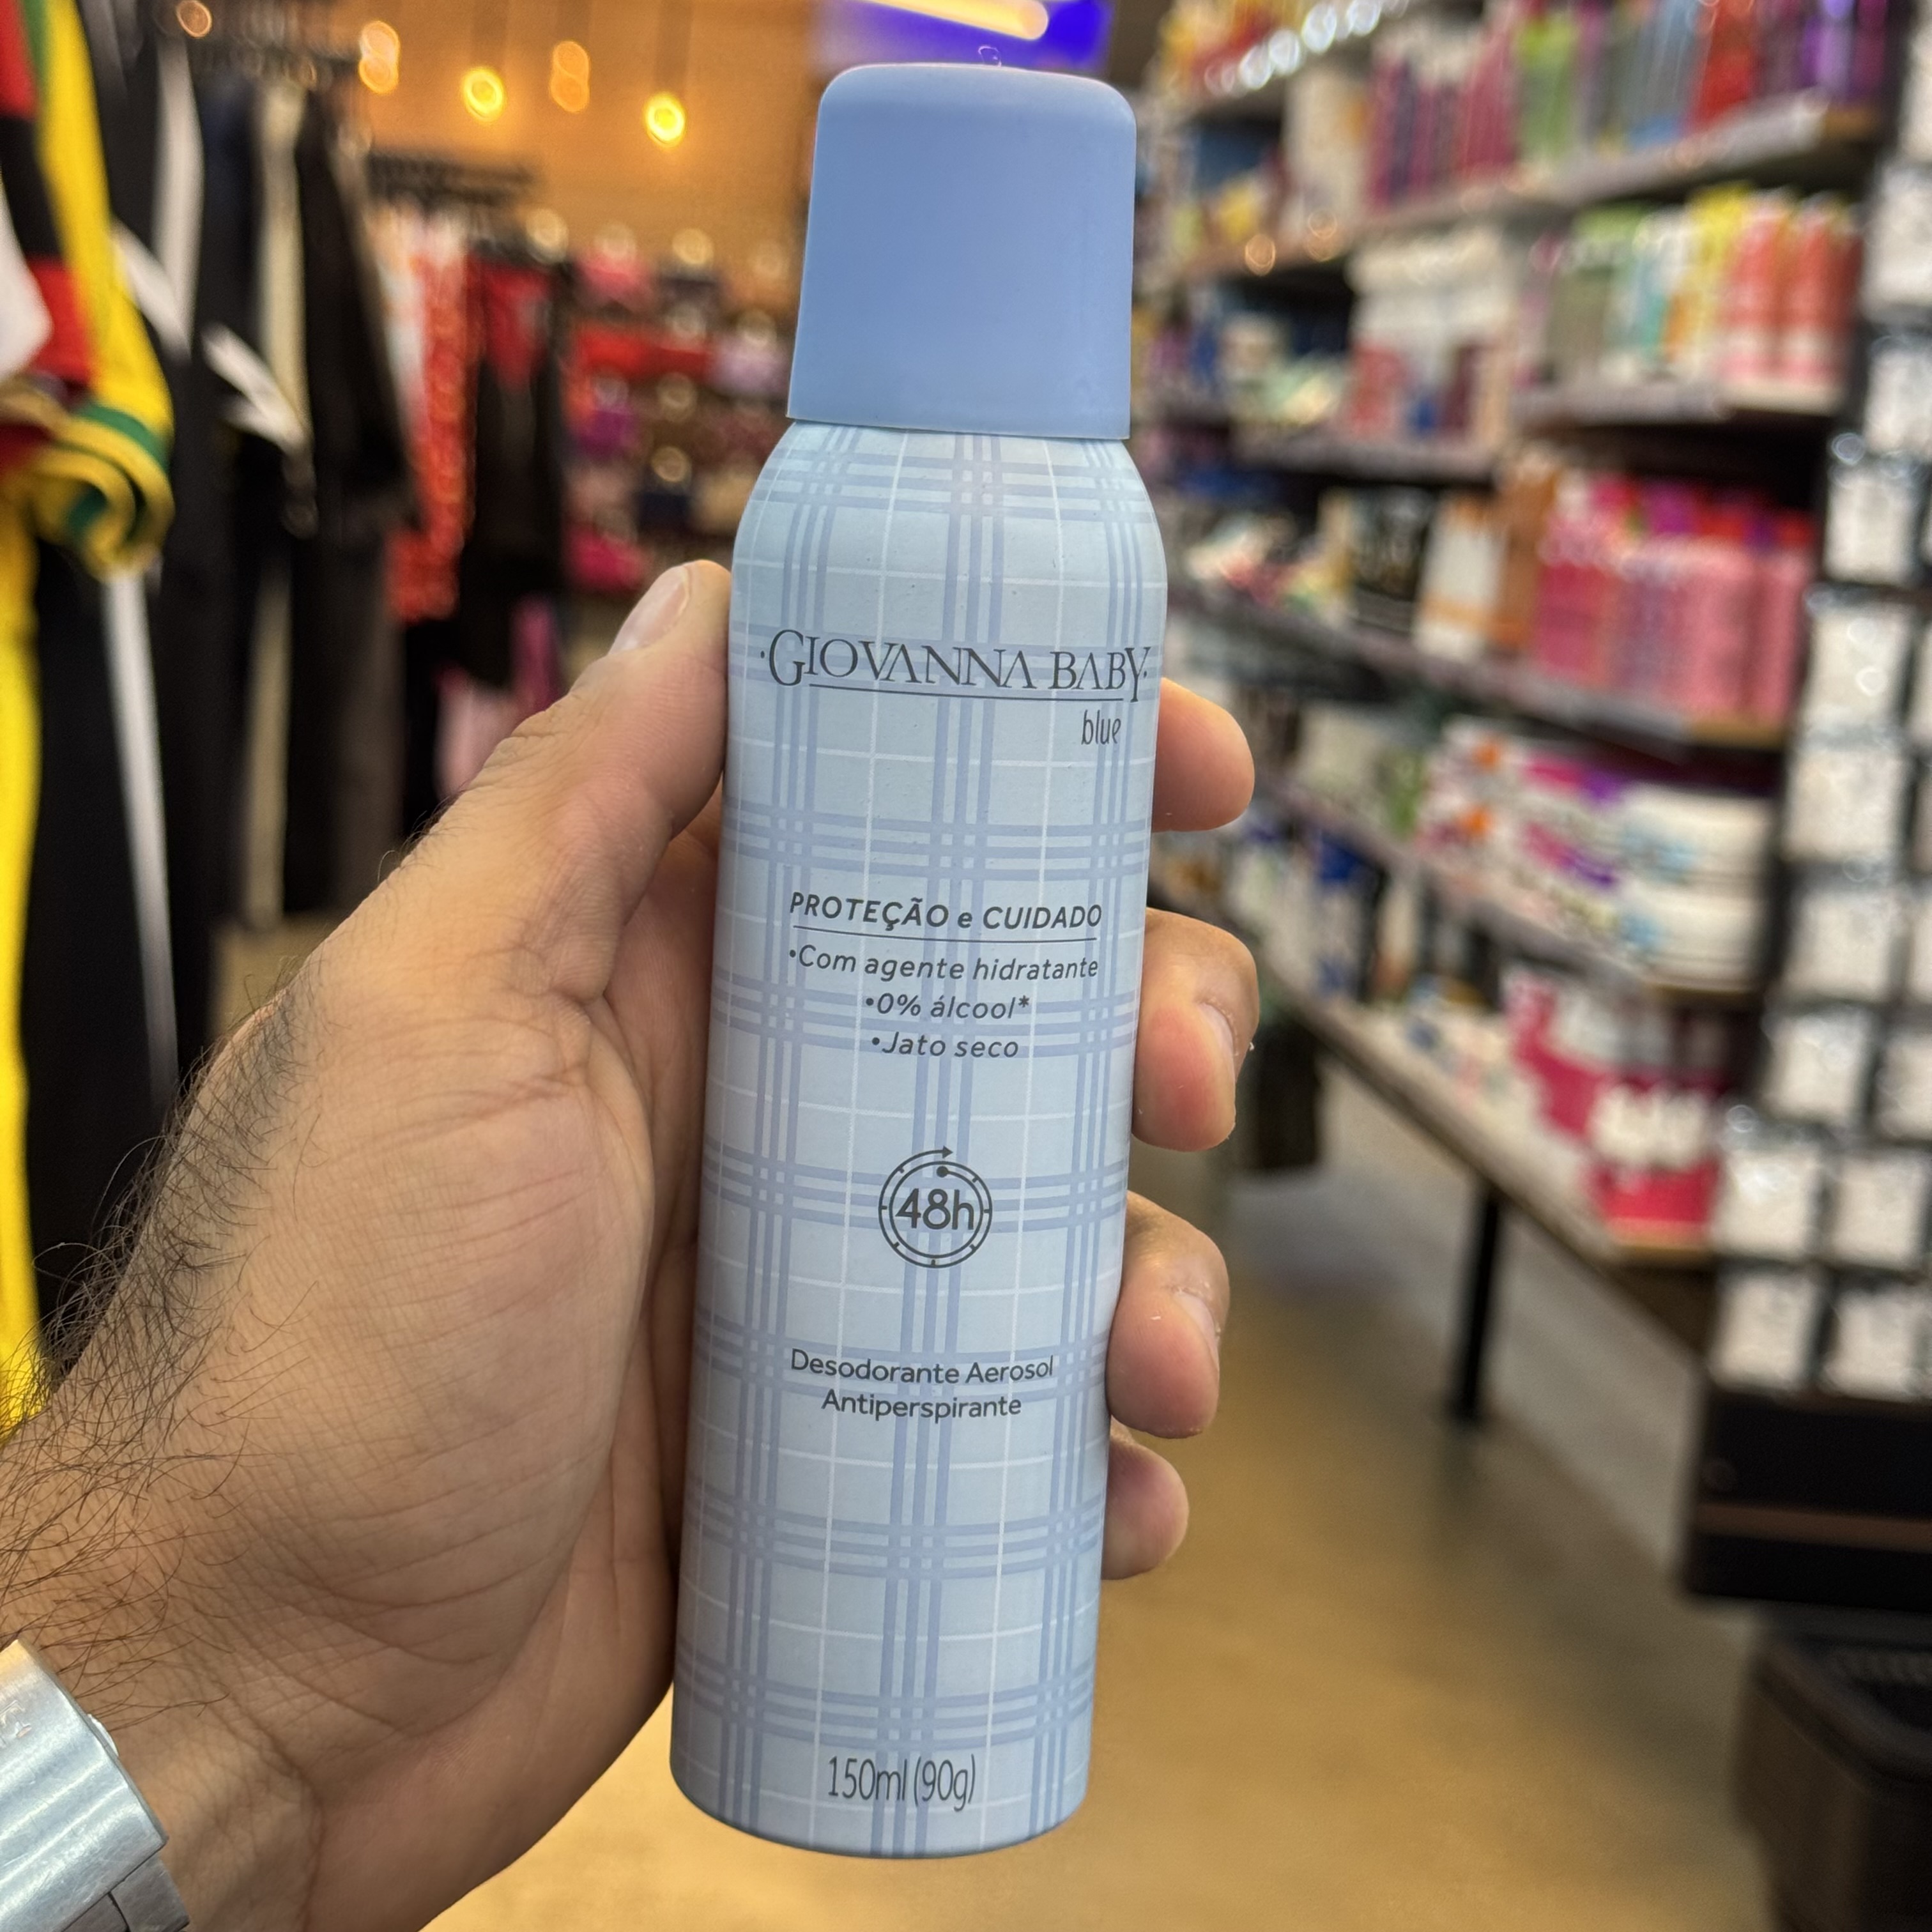 ·GIOVANNA BABY·
blue
PROTEÇÃO e CUIDADO
•Com agente hidratante
•0% álcool*
•Jato seco
48h
Desodorante Aerosol
Antiperspirante
150ml (90g)